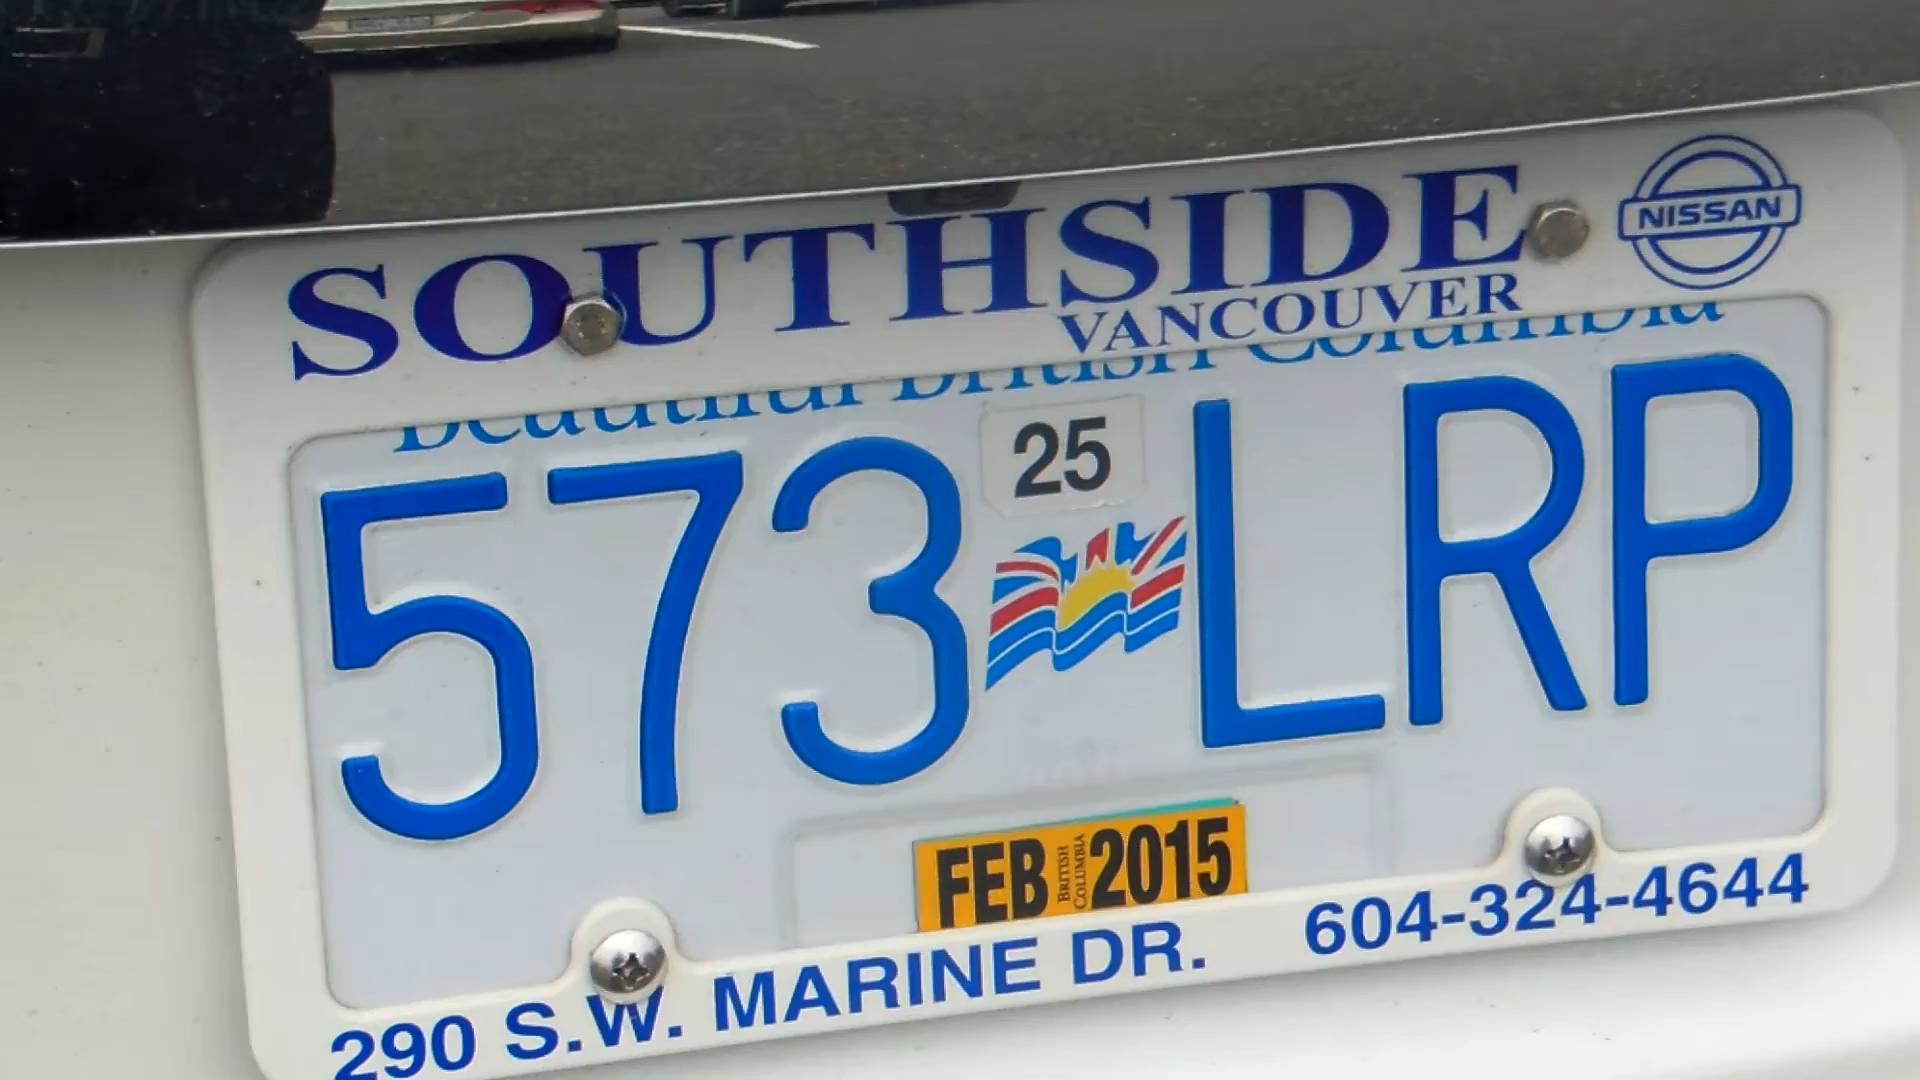 SOUTHSIDE
NISSAN
VANCOUVER
Beautiful British Columbia
25
573 LRP
FEB BRITISH COLUMBIA 2015
290 S.W. MARINE DR. 604-324-4644